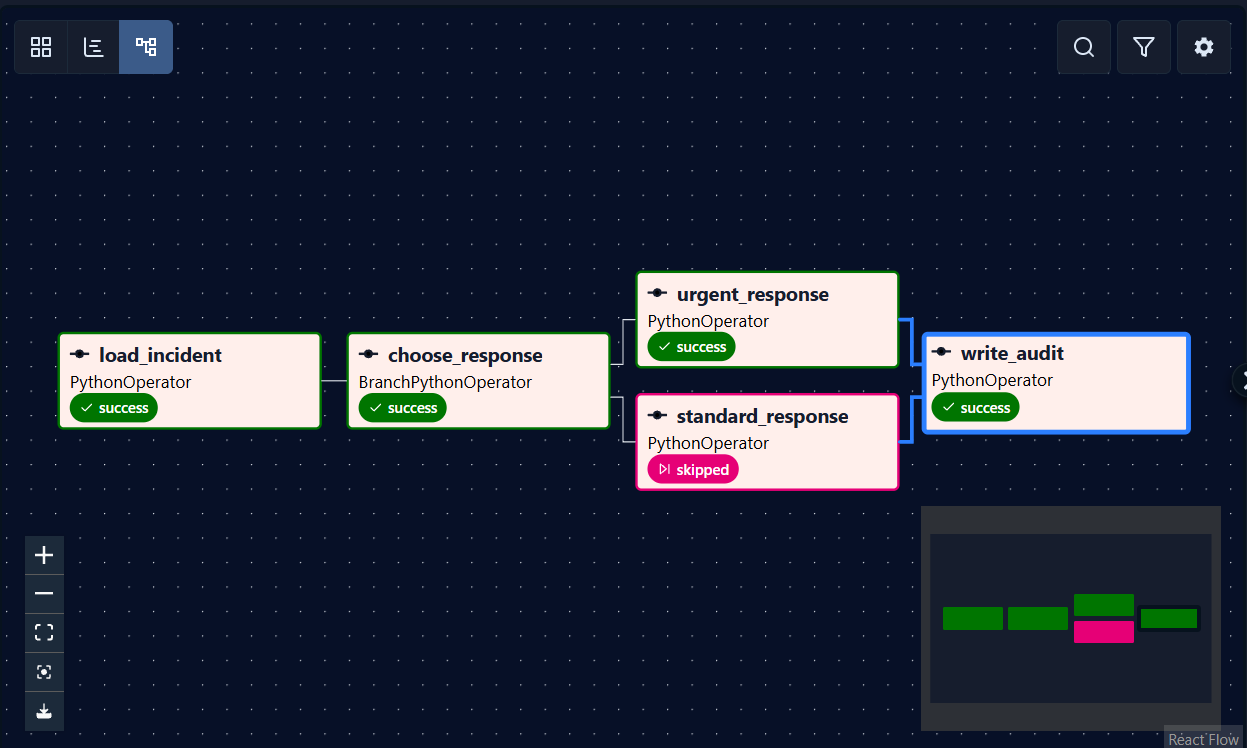 load_incident
PythonOperator
success
choose_response
BranchPythonOperator
success
urgent_response
PythonOperator
success
standard_response
PythonOperator
skipped
write_audit
PythonOperator
success
React Flow